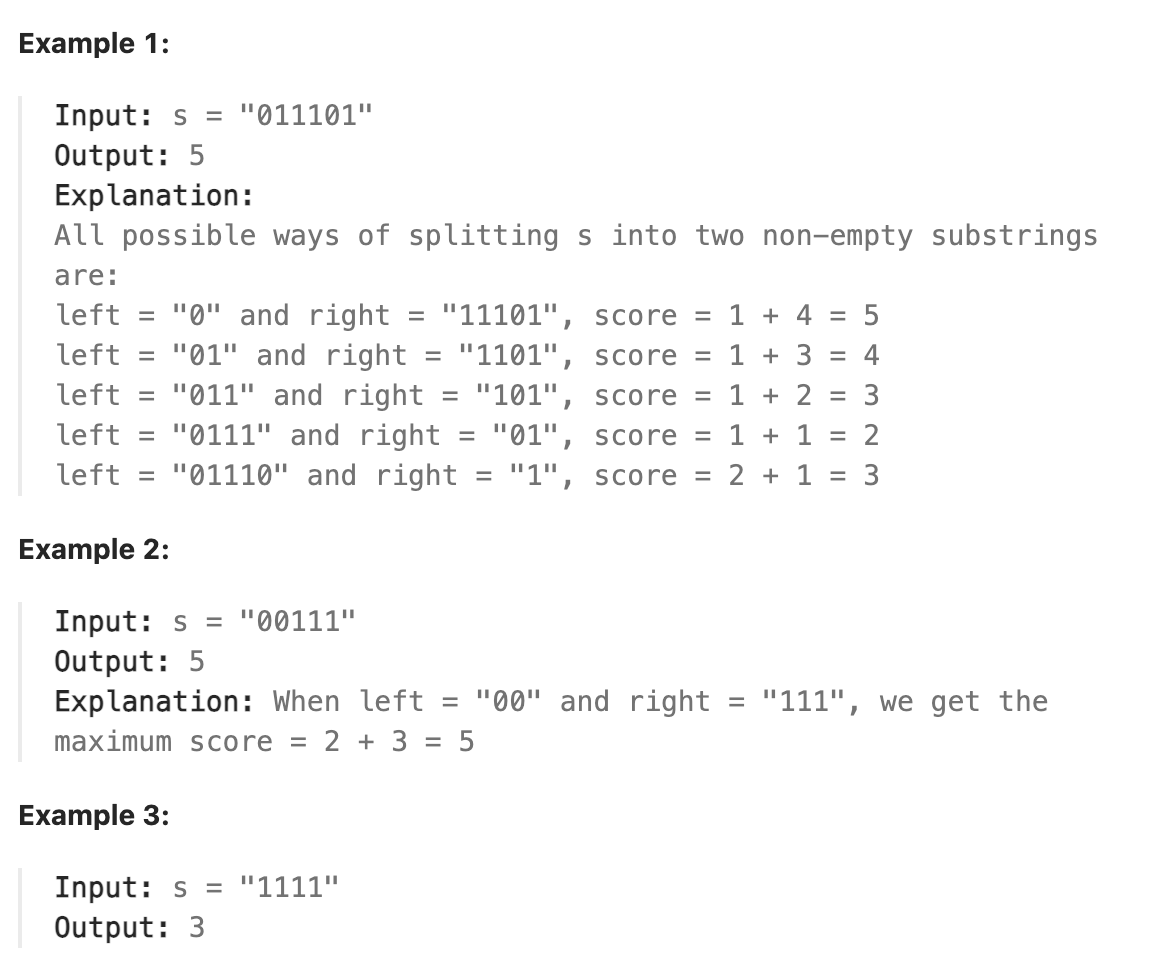 Example 1:
Input: s = "011101"
Output: 5
Explanation:
All possible ways of splitting s into two non-empty substrings
are:
left = "0" and right = "11101", score = 1 + 4 = 5
left = "01" and right = "1101", score = 1 + 3 = 4
left = "011" and right = "101", score = 1 + 2 = 3
left = "0111" and right = "01", score = 1 + 1 = 2
left = "01110" and right = "1", score = 2 + 1 = 3
Example 2:
Input: s = "00111"
Output: 5
Explanation: When left = "00" and right = "111", we get the
maximum score = 2 + 3 = 5
Example 3:
Input: s = "1111"
Output: 3